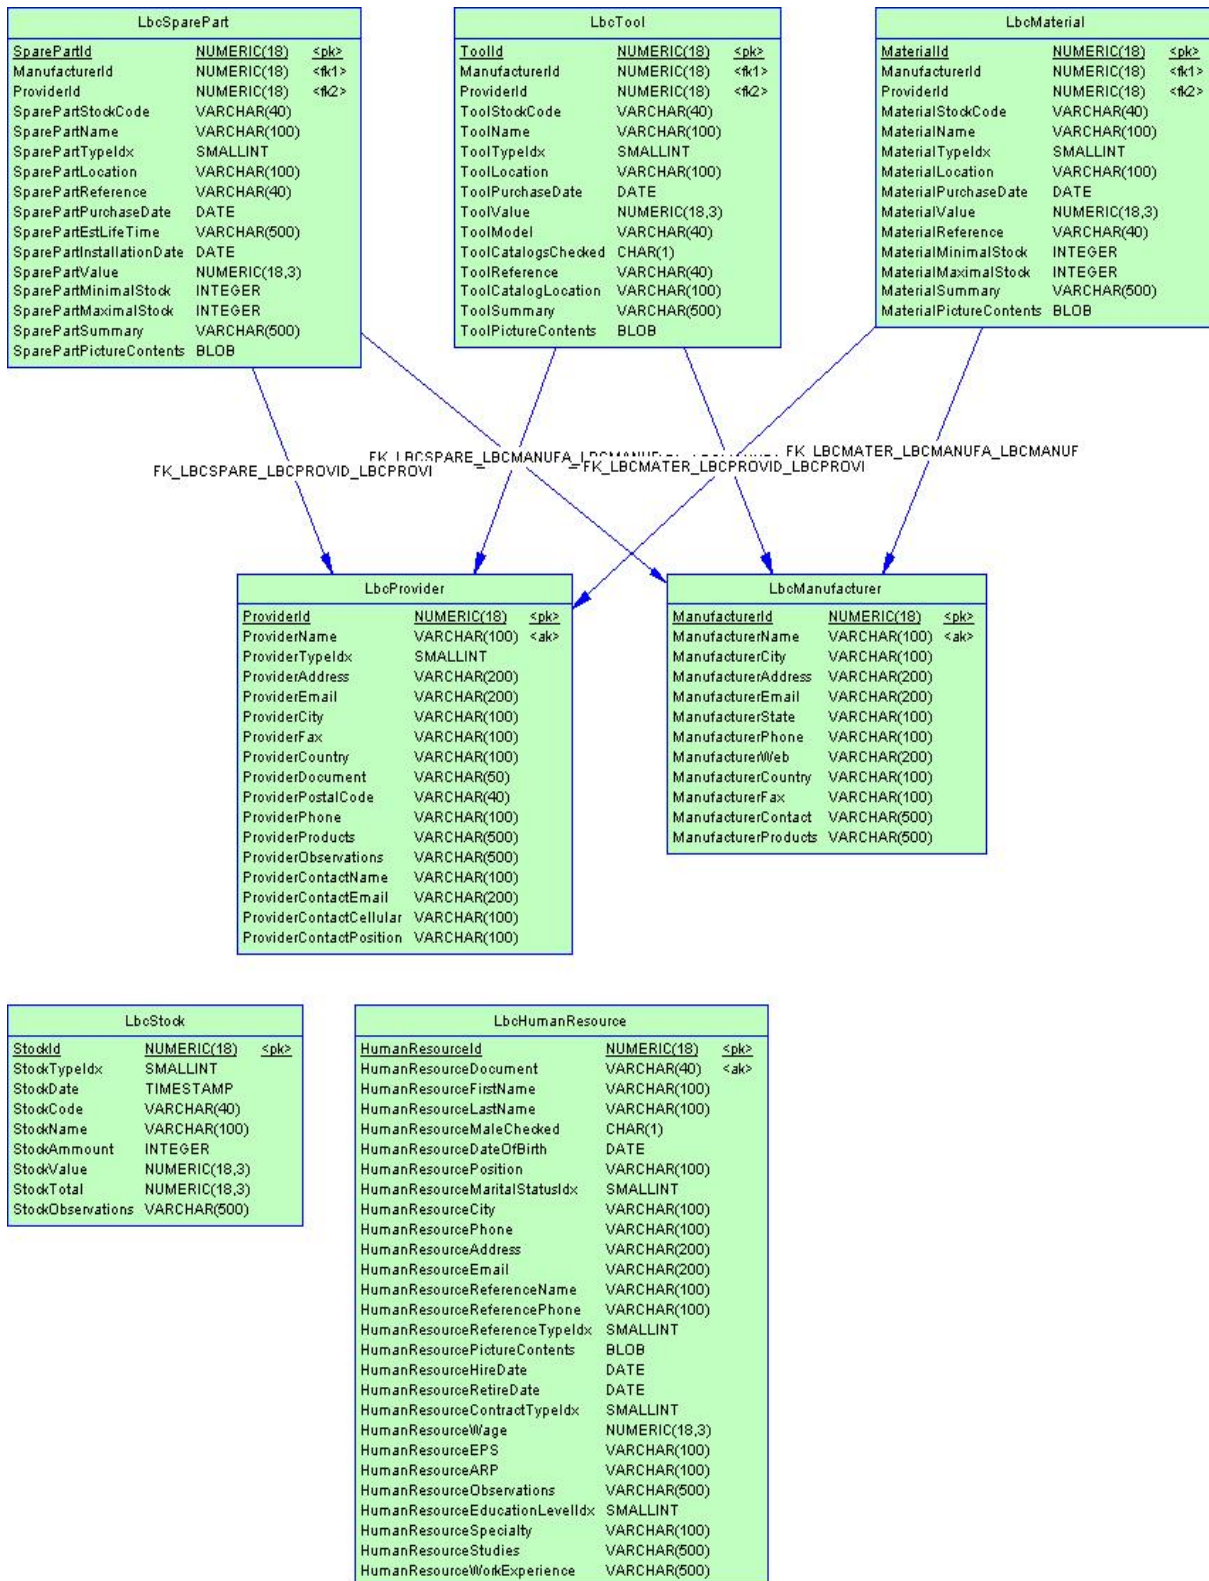 LbcSparePart
SparePartId NUMERIC(18) <pk>
ManufacturerId NUMERIC(18) <fk1>
ProviderId NUMERIC(18) <fk2>
SparePartStockCode VARCHAR(40)
SparePartName VARCHAR(100)
SparePartTypeIdx SMALLINT
SparePartLocation VARCHAR(100)
SparePartReference VARCHAR(40)
SparePartPurchaseDate DATE
SparePartEstLifeTime VARCHAR(500)
SparePartInstallationDate DATE
SparePartValue NUMERIC(18,3)
SparePartMinimalStock INTEGER
SparePartMaximalStock INTEGER
SparePartSummary VARCHAR(500)
SparePartPictureContents BLOB
LbcTool
ToolId NUMERIC(18) <pk>
ManufacturerId NUMERIC(18) <fk1>
ProviderId NUMERIC(18) <fk2>
ToolStockCode VARCHAR(40)
ToolName VARCHAR(100)
ToolTypeIdx SMALLINT
ToolLocation VARCHAR(100)
ToolPurchaseDate DATE
ToolValue NUMERIC(18,3)
ToolModel VARCHAR(40)
ToolCatalogsChecked CHAR(1)
ToolReference VARCHAR(40)
ToolCatalogLocation VARCHAR(100)
ToolSummary VARCHAR(500)
ToolPictureContents BLOB
LbcMaterial
MaterialId NUMERIC(18) <pk>
ManufacturerId NUMERIC(18) <fk1>
ProviderId NUMERIC(18) <fk2>
MaterialStockCode VARCHAR(40)
MaterialName VARCHAR(100)
MaterialTypeIdx SMALLINT
MaterialLocation VARCHAR(100)
MaterialPurchaseDate DATE
MaterialValue NUMERIC(18,3)
MaterialReference VARCHAR(40)
MaterialMinimalStock INTEGER
MaterialMaximalStock INTEGER
MaterialSummary VARCHAR(500)
MaterialPictureContents BLOB
FK_LBCSPARE_LBCMANUFA_LBCMANUF
FK_LBCMATER_LBCMANUFA_LBCMANUF
FK_LBCSPARE_LBCPROVID_LBCPROVI
FK_LBCMATER_LBCPROVID_LBCPROVI
LbcProvider
ProviderId NUMERIC(18) <pk>
ProviderName VARCHAR(100) <ak>
ProviderTypeIdx SMALLINT
ProviderAddress VARCHAR(200)
ProviderEmail VARCHAR(200)
ProviderCity VARCHAR(100)
ProviderFax VARCHAR(100)
ProviderCountry VARCHAR(100)
ProviderDocument VARCHAR(50)
ProviderPostalCode VARCHAR(40)
ProviderPhone VARCHAR(100)
ProviderProducts VARCHAR(500)
ProviderObservations VARCHAR(500)
ProviderContactName VARCHAR(100)
ProviderContactEmail VARCHAR(200)
ProviderContactCellular VARCHAR(100)
ProviderContactPosition VARCHAR(100)
LbcManufacturer
ManufacturerId NUMERIC(18) <pk>
ManufacturerName VARCHAR(100) <ak>
ManufacturerCity VARCHAR(100)
ManufacturerAddress VARCHAR(200)
ManufacturerEmail VARCHAR(200)
ManufacturerState VARCHAR(100)
ManufacturerPhone VARCHAR(100)
ManufacturerWeb VARCHAR(200)
ManufacturerCountry VARCHAR(100)
ManufacturerFax VARCHAR(100)
ManufacturerContact VARCHAR(500)
ManufacturerProducts VARCHAR(500)
LbcStock
StockId NUMERIC(18) <pk>
StockTypeIdx SMALLINT
StockDate TIMESTAMP
StockCode VARCHAR(40)
StockName VARCHAR(100)
StockAmmount INTEGER
StockValue NUMERIC(18,3)
StockTotal NUMERIC(18,3)
StockObservations VARCHAR(500)
LbcHumanResource
HumanResourceId NUMERIC(18) <pk>
HumanResourceDocument VARCHAR(40) <ak>
HumanResourceFirstName VARCHAR(100)
HumanResourceLastName VARCHAR(100)
HumanResourceMaleChecked CHAR(1)
HumanResourceDateOfBirth DATE
HumanResourcePosition VARCHAR(100)
HumanResourceMaritalStatusIdx SMALLINT
HumanResourceCity VARCHAR(100)
HumanResourcePhone VARCHAR(100)
HumanResourceAddress VARCHAR(200)
HumanResourceEmail VARCHAR(200)
HumanResourceReferenceName VARCHAR(100)
HumanResourceReferencePhone VARCHAR(100)
HumanResourceReferenceTypeIdx SMALLINT
HumanResourcePictureContents BLOB
HumanResourceHireDate DATE
HumanResourceRetireDate DATE
HumanResourceContractTypeIdx SMALLINT
HumanResourceWage NUMERIC(18,3)
HumanResourceEPS VARCHAR(100)
HumanResourceARP VARCHAR(100)
HumanResourceObservations VARCHAR(500)
HumanResourceEducationLevelIdx SMALLINT
HumanResourceSpecialty VARCHAR(100)
HumanResourceStudies VARCHAR(500)
HumanResourceWorkExperience VARCHAR(500)